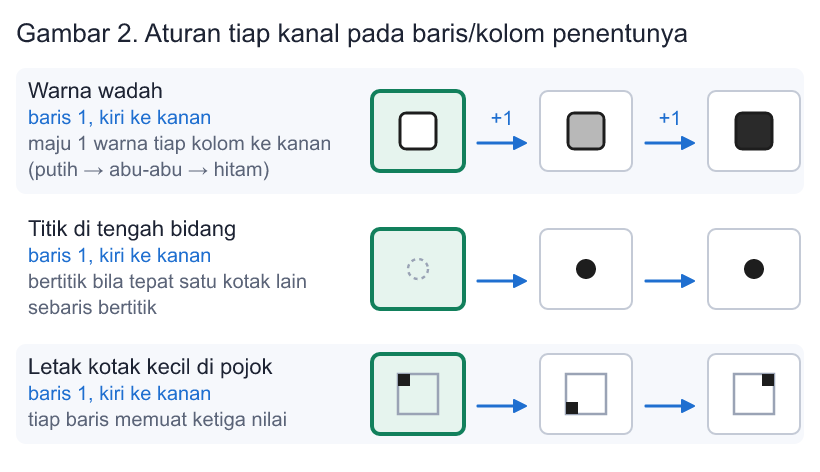 Gambar 2. Aturan tiap kanal pada baris/kolom penentunya
Warna wadah
baris 1, kiri ke kanan
maju 1 warna tiap kolom ke kanan
(putih → abu-abu → hitam)
+1
+1
Titik di tengah bidang
baris 1, kiri ke kanan
bertitik bila tepat satu kotak lain
sebaris bertitik
Letak kotak kecil di pojok
baris 1, kiri ke kanan
tiap baris memuat ketiga nilai